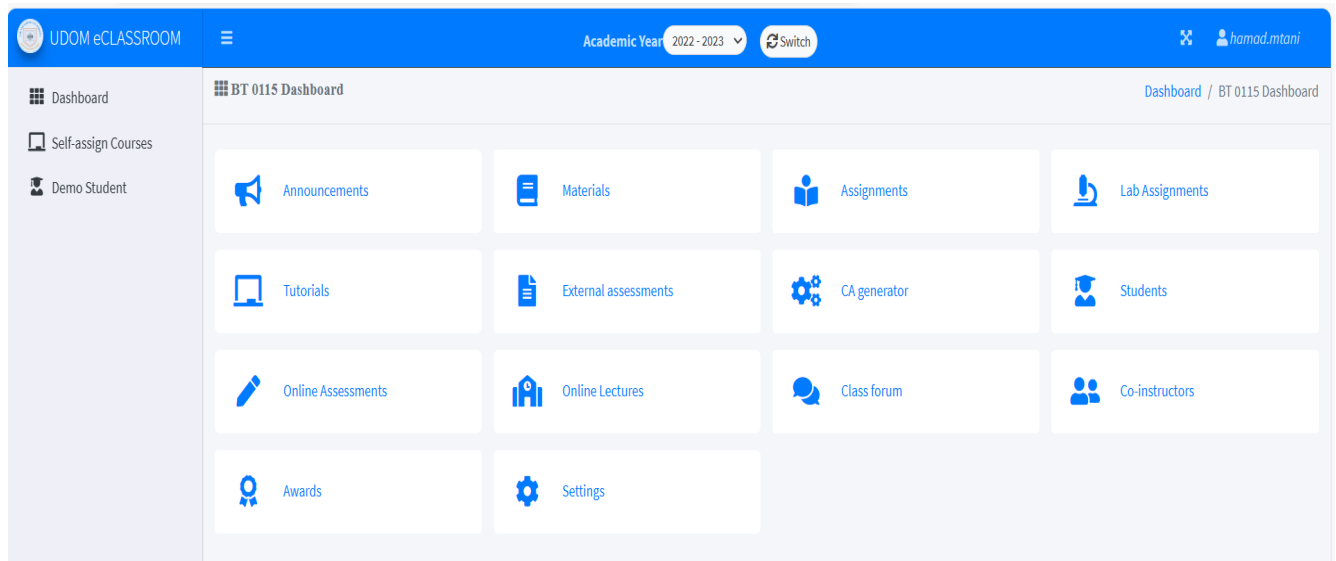 UDOM eCLASSROOM
Academic Year 2022 - 2023 Switch
hamad.mtani
Dashboard
Self-assign Courses
Demo Student
BT 0115 Dashboard
Dashboard / BT 0115 Dashboard
Announcements
Materials
Assignments
Lab Assignments
Tutorials
External assessments
CA generator
Students
Online Assessments
Online Lectures
Class forum
Co-instructors
Awards
Settings